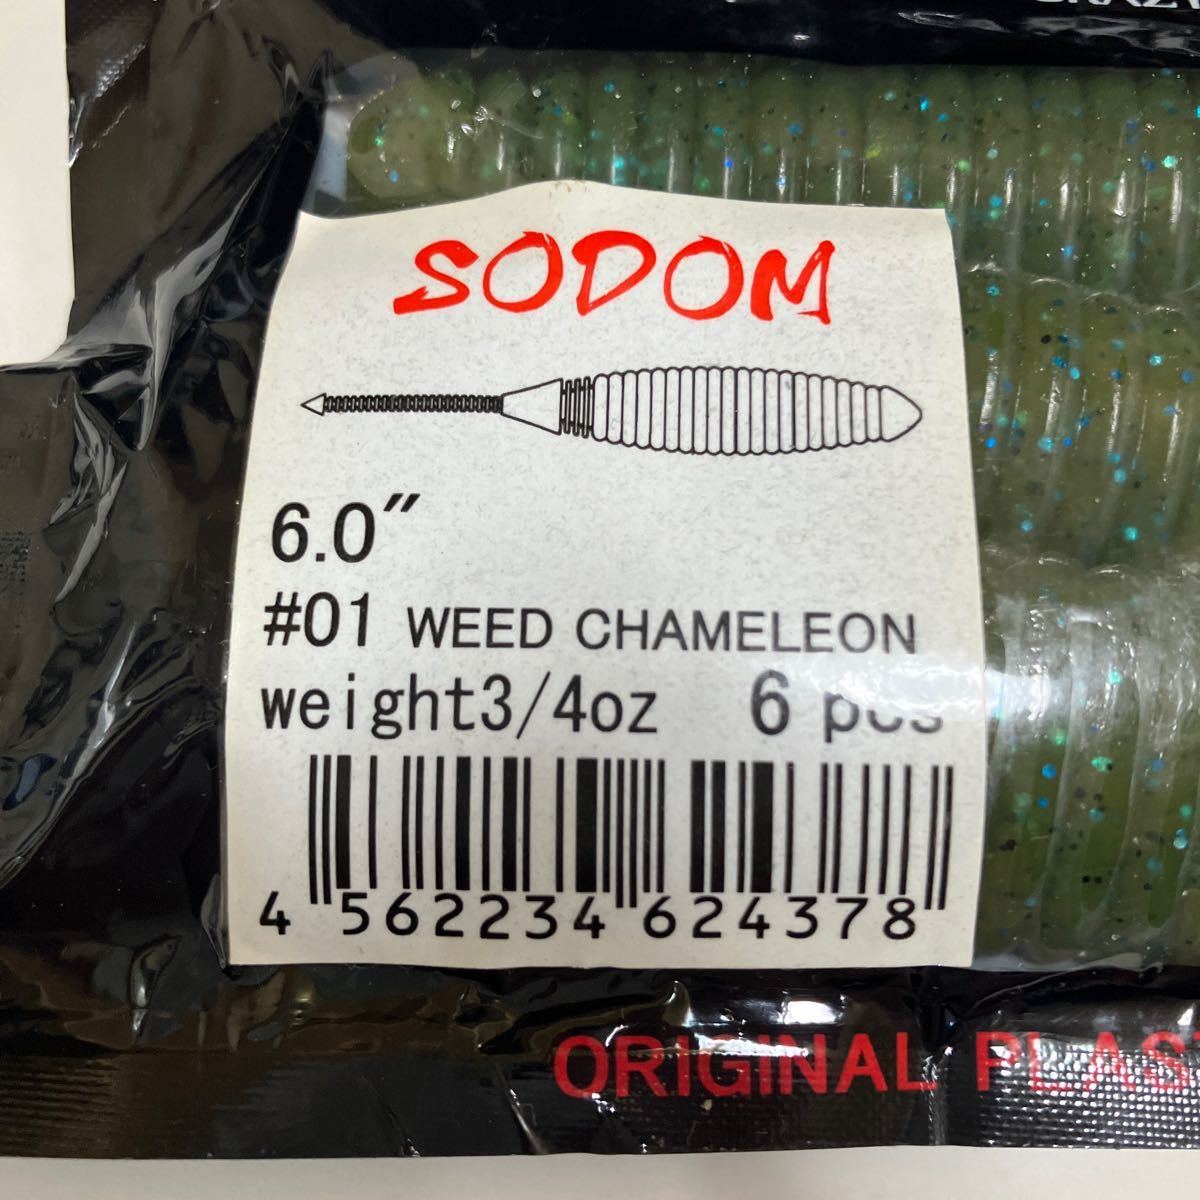 SODOM
6.0"
#01 WEED CHAMELEON
weight3/4oz 6 pcs
4 562234 624378
ORIGINAL PLAS